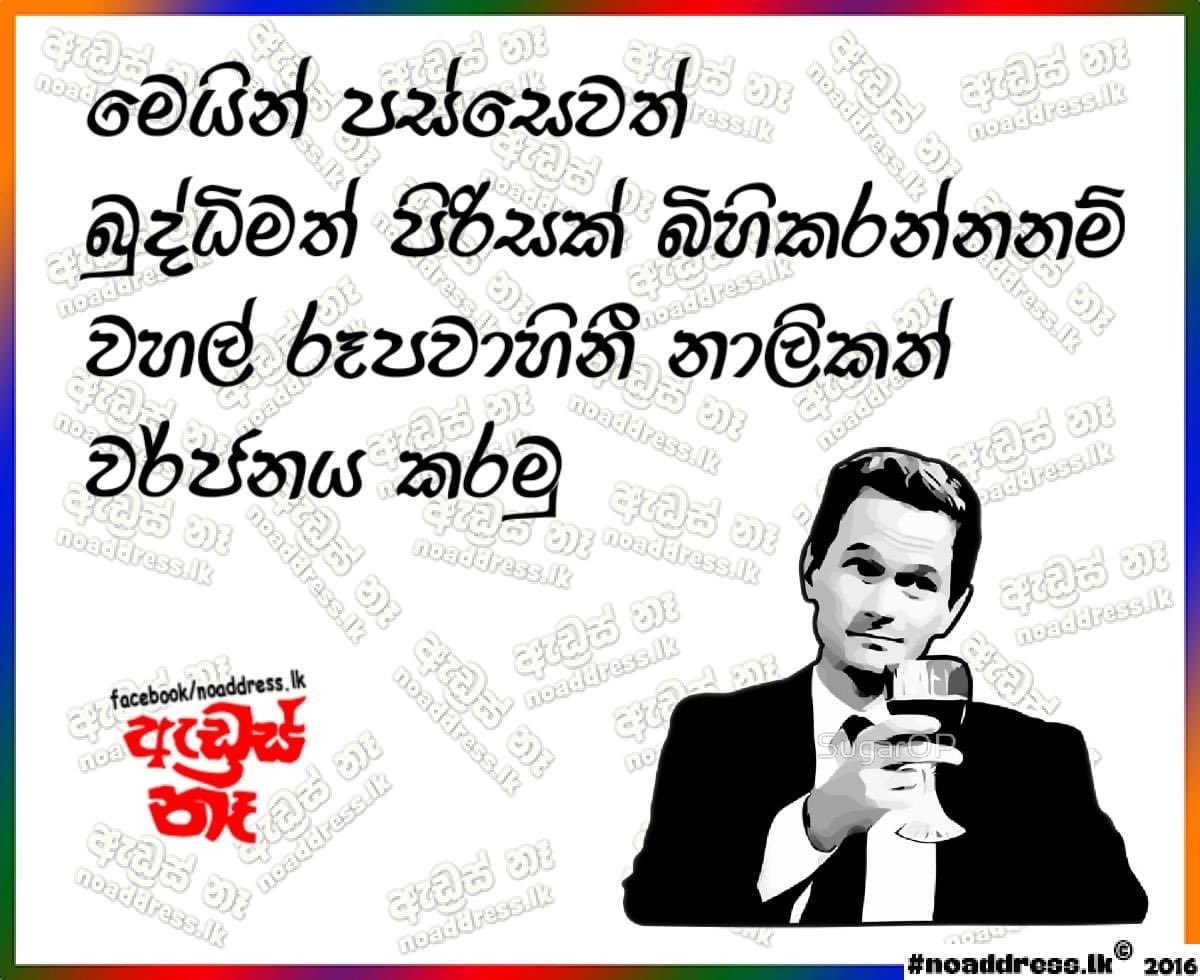 මෙයින් පස්සෙවත්
බුද්ධිමත් පිරිසක් බිහිකරන්නනම්
වහල් රූපවාහිනී නාලිකත්
වර්ජනය කරමු
facebook/noaddress.lk
ඇඩ්‍රස්
නෑ
SugarOP
#noaddress.lk© 2016